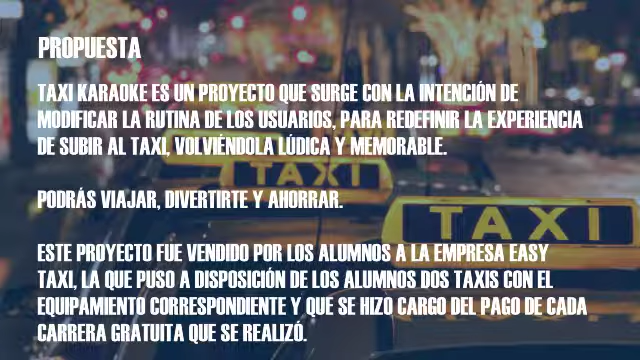 PROPUESTA
TAXI KARAOKE ES UN PROYECTO QUE SURGE CON LA INTENCIÓN DE
MODIFICAR LA RUTINA DE LOS USUARIOS, PARA REDEFINIR LA EXPERIENCIA
DE SUBIR AL TAXI, VOLVIÉNDOLA LÚDICA Y MEMORABLE.
TAXI
PODRÁS VIAJAR, DIVERTIRTE Y AHORRAR.
TAXI
ESTE PROYECTO FUE VENDIDO POR LOS ALUMNOS A LA EMPRESA EASY
TAXI, LA QUE PUSO A DISPOSICIÓN DE LOS ALUMNOS DOS TAXIS CON EL
EQUIPAMIENTO CORRESPONDIENTE Y QUE SE HIZO CARGO DEL PAGO DE CADA
CARRERA GRATUITA QUE SE REALIZÓ.